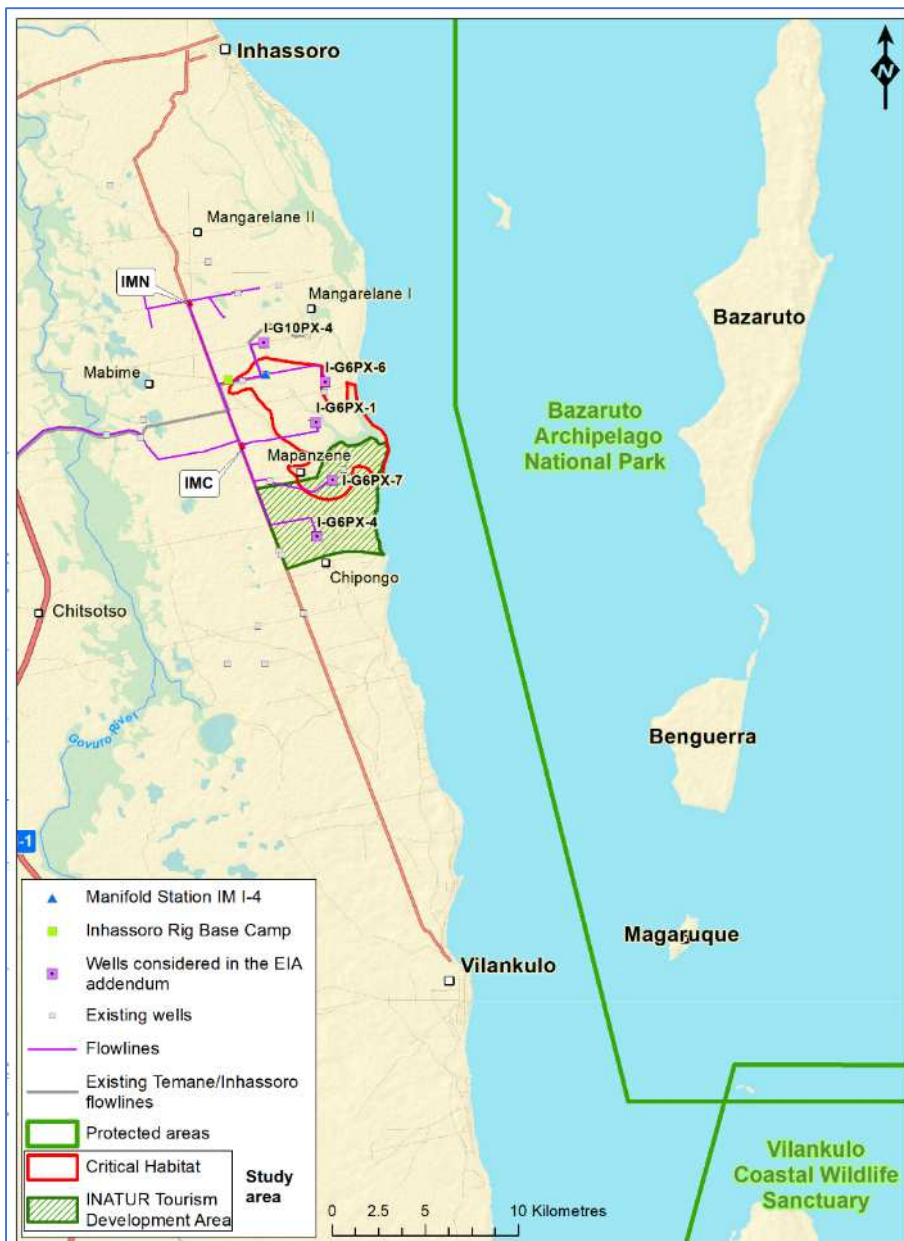 N
Inhassoro
Mangarelane II
IMN
Mangarelane I
I-G10PX-4
Bazaruto
I-G6PX-6
Mabime
I-G6PX-1
Bazaruto
Archipelago
National Park
Mapanzene
IMC
I-G6PX-7
I-G6PX-4
Chipongo
Chitsotso
Govuro River
Benguerra
-1
Magaruque
Vilankulo
Manifold Station IM I-4
Inhassoro Rig Base Camp
Wells considered in the EIA
addendum
Existing wells
Flowlines
Existing Temane/Inhassoro
flowlines
Protected areas
Critical Habitat
Study
area
INATUR Tourism
Development Area
0 2.5 5 10 Kilometres
Vilankulo
Coastal Wildlife
Sanctuary